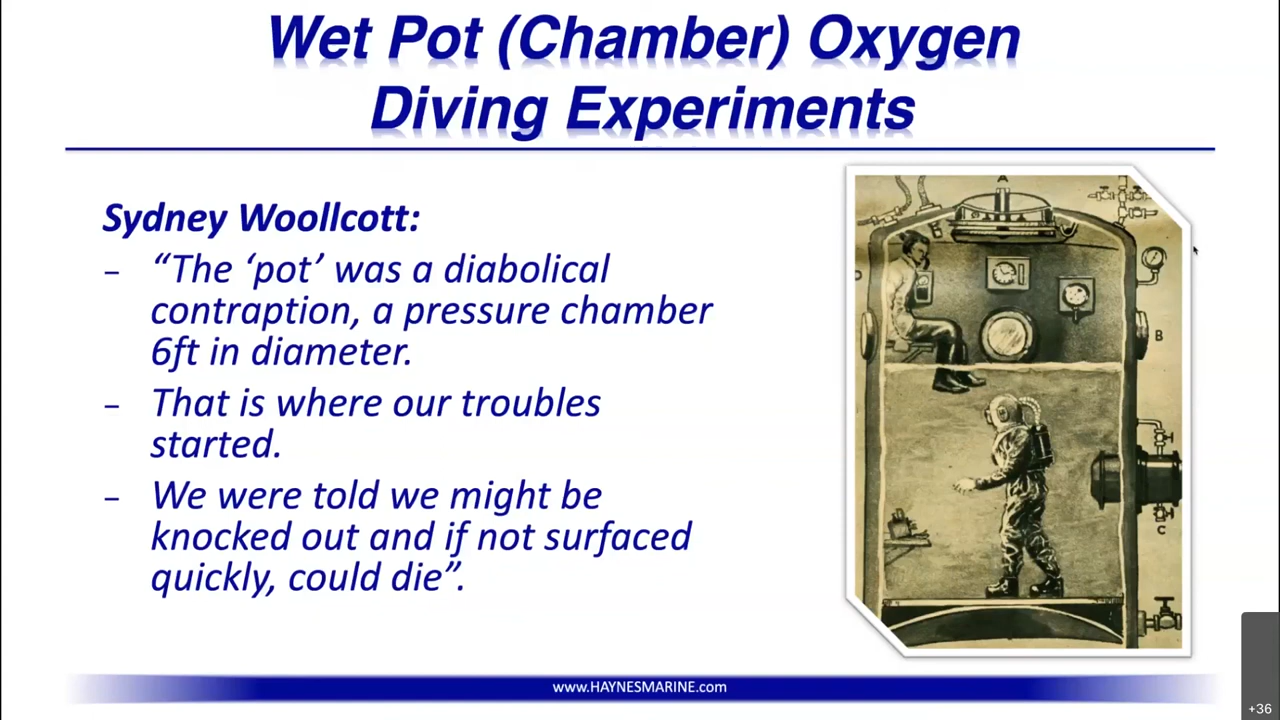 Wet Pot (Chamber) Oxygen
Diving Experiments
Sydney Woollcott:
– “The ‘pot’ was a diabolical
contraption, a pressure chamber
6ft in diameter.
– That is where our troubles
started.
– We were told we might be
knocked out and if not surfaced
quickly, could die”.
A
B
C
www.HAYNESMARINE.com
+36